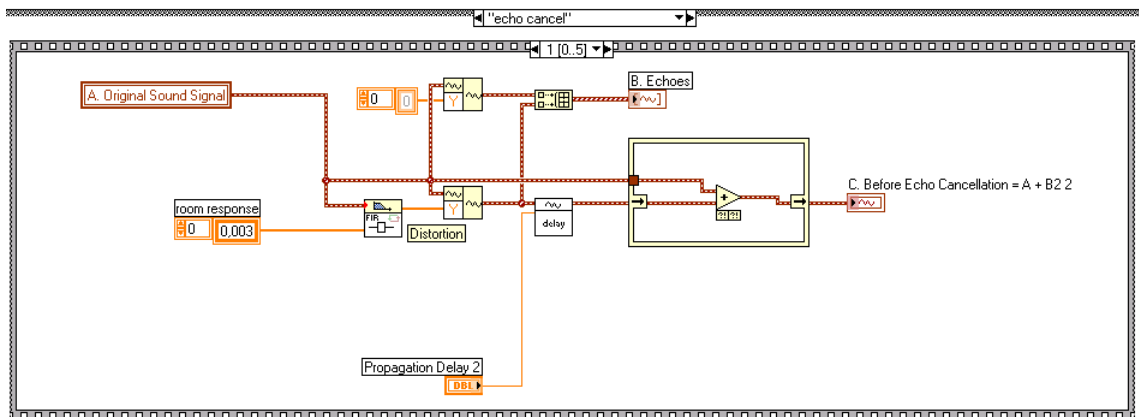 "echo cancel"
1 [0..5]
A. Original Sound Signal
0
0
Y
B. Echoes
C. Before Echo Cancellation = A + B2 2
room response
0
0,003
FIR
Y
Distortion
delay
+
?! ?!
Propagation Delay 2
DBL